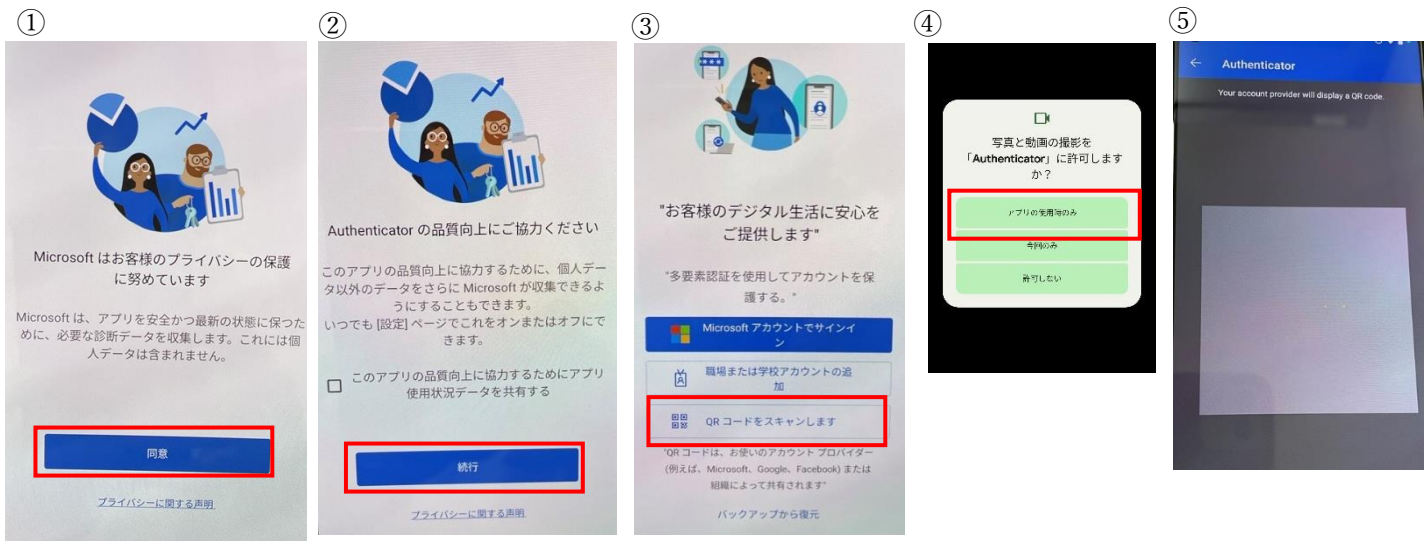 ①
Microsoft はお客様のプライバシーの保護
に努めています
Microsoft は、アプリを安全かつ最新の状態に保つた
めに、必要な診断データを収集します。これには個
人データは含まれません。
同意
プライバシーに関する声明
②
Authenticator の品質向上にご協力ください
このアプリの品質向上に協力するために、個人デー
タ以外のデータをさらに Microsoft が収集できるよ
うにすることもできます。
いつでも [設定] ページでこれをオンまたはオフにで
きます。
このアプリの品質向上に協力するためにアプリ
使用状況データを共有する
続行
プライバシーに関する声明
③
"お客様のデジタル生活に安心を
ご提供します"
"多要素認証を使用してアカウントを保
護する。"
Microsoft アカウントでサインイ
ン
職場または学校アカウントの追
加
QR コードをスキャンします
"QR コードは、お使いのアカウント プロバイダー
(例えば、Microsoft、Google、Facebook) または
組織によって共有されます"
バックアップから復元
④
写真と動画の撮影を
「Authenticator」に許可します
か？
アプリの使用時のみ
今回のみ
許可しない
⑤
Authenticator
Your account provider will display a QR code.